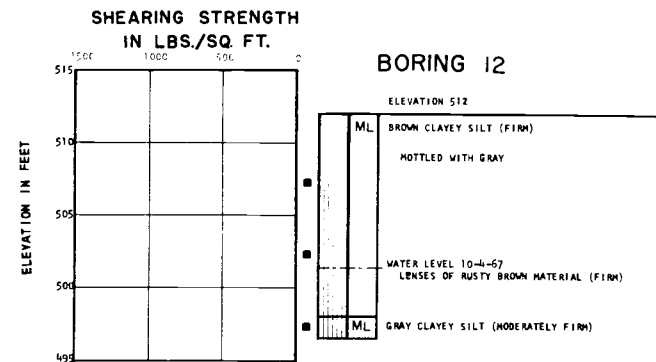 SHEARING STRENGTH
IN LBS./SQ. FT.
1500 1000 500 0
BORING 12
515
ELEVATION 512
ML BROWN CLAYEY SILT (FIRM)
510
MOTTLED WITH GRAY
ELEVATION IN FEET
505
WATER LEVEL 10-4-67
LENSES OF RUSTY BROWN MATERIAL (FIRM)
500
ML GRAY CLAYEY SILT (MODERATELY FIRM)
495